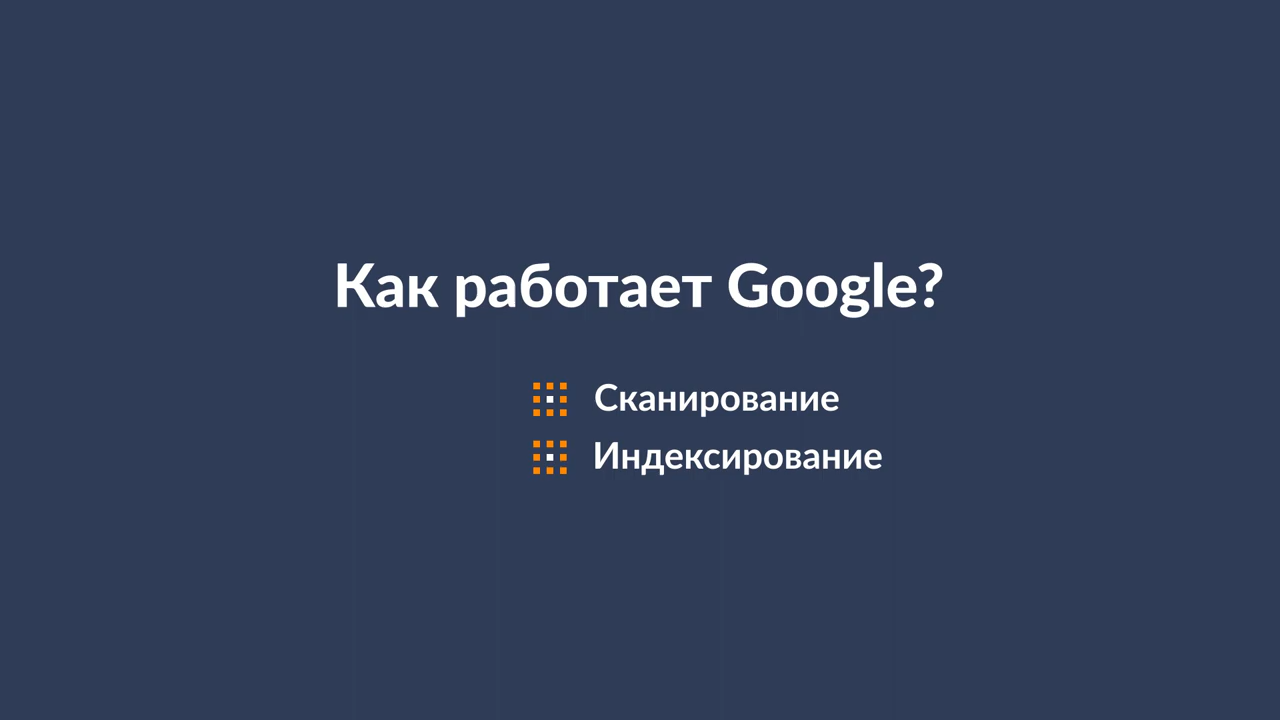 Как работает Google?
Сканирование
Индексирование